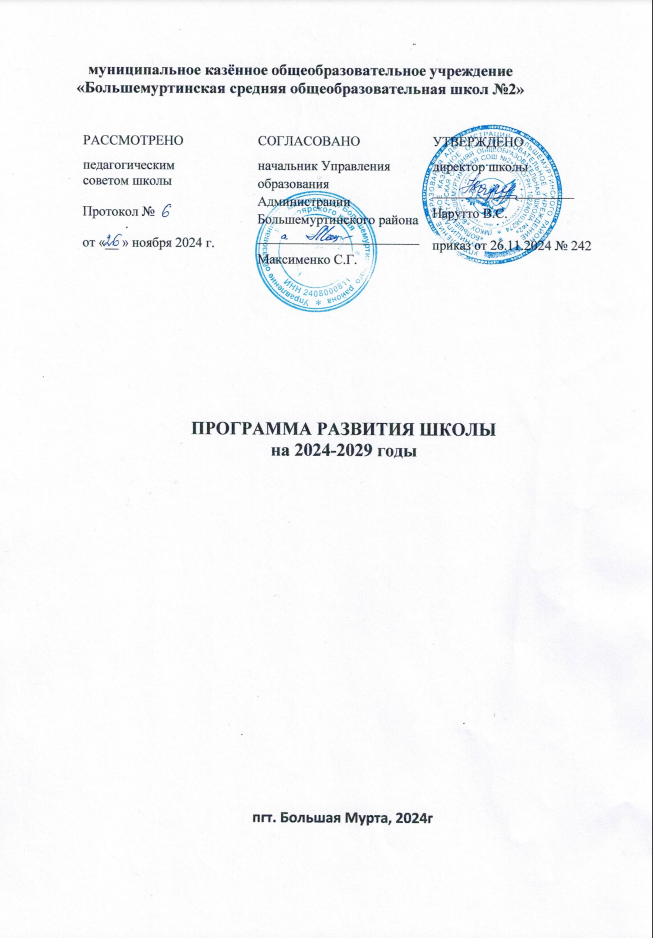 муниципальное казённое общеобразовательное учреждение
«Большемуртинская средняя общеобразовательная школ №2»
РАССМОТРЕНО
педагогическим
советом школы
Протокол № 6
от «26» ноября 2024 г.
СОГЛАСОВАНО
начальник Управления
образования
Администрации
Большемуртинского района
Максименко С.Г.
ИНН 2408000811
УТВЕРЖДЕНО
директор школы
Нарутто В.С.
приказ от 26.11.2024 № 242
ПРОГРАММА РАЗВИТИЯ ШКОЛЫ
на 2024-2029 годы
пгт. Большая Мурта, 2024г